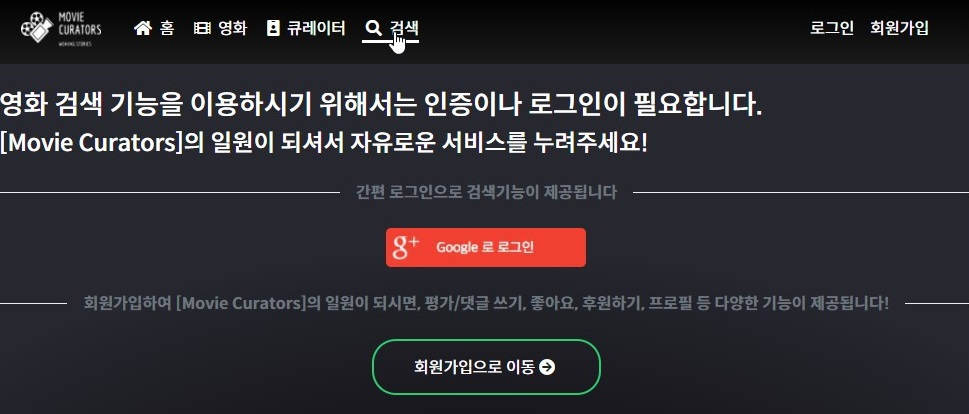 MOVIE
CURATORS
홈 영화 큐레이터 검색 로그인 회원가입
영화 검색 기능을 이용하시기 위해서는 인증이나 로그인이 필요합니다.
[Movie Curators]의 일원이 되셔서 자유로운 서비스를 누려주세요!
간편 로그인으로 검색기능이 제공됩니다
g+ Google 로 로그인
회원가입하여 [Movie Curators]의 일원이 되시면, 평가/댓글 쓰기, 좋아요, 후원하기, 프로필 등 다양한 기능이 제공됩니다!
회원가입으로 이동